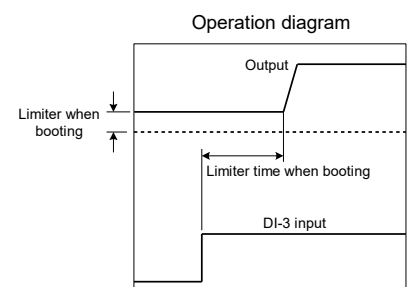 Operation diagram
Output
Limiter when
booting
Limiter time when booting
DI-3 input